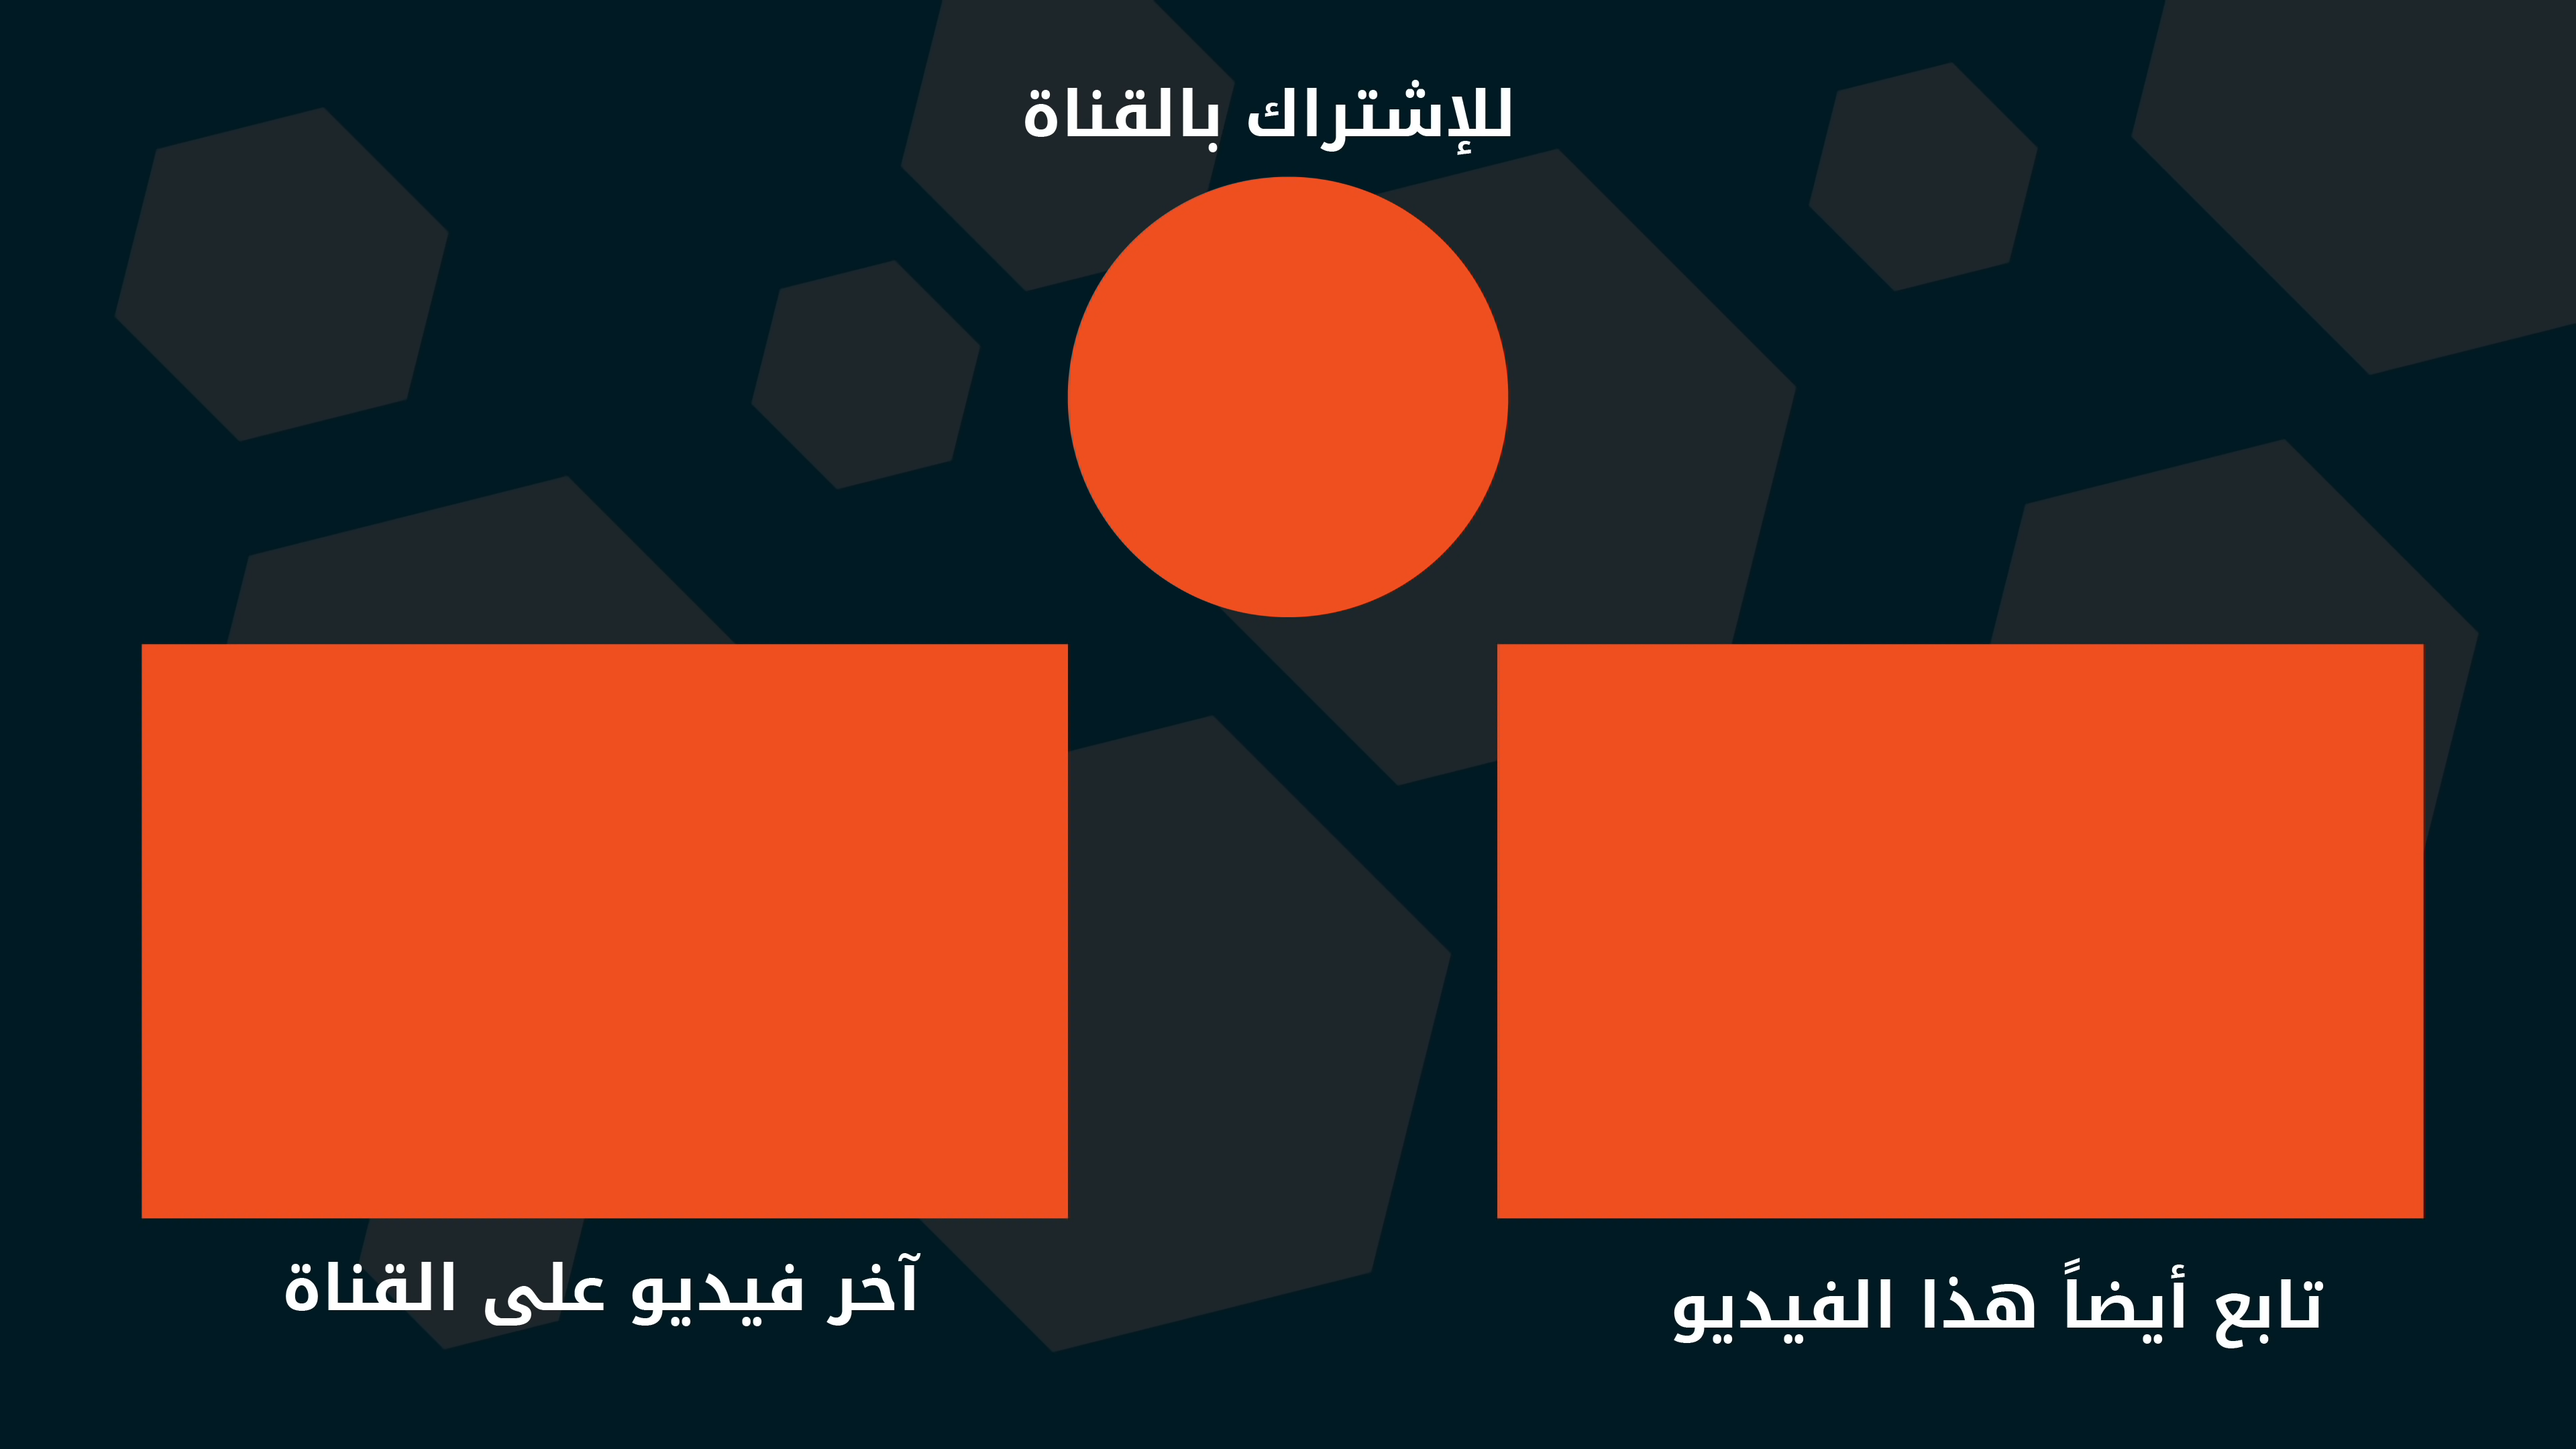 للإشتراك بالقناة
تابع أيضاً هذا الفيديو
آخر فيديو على القناة